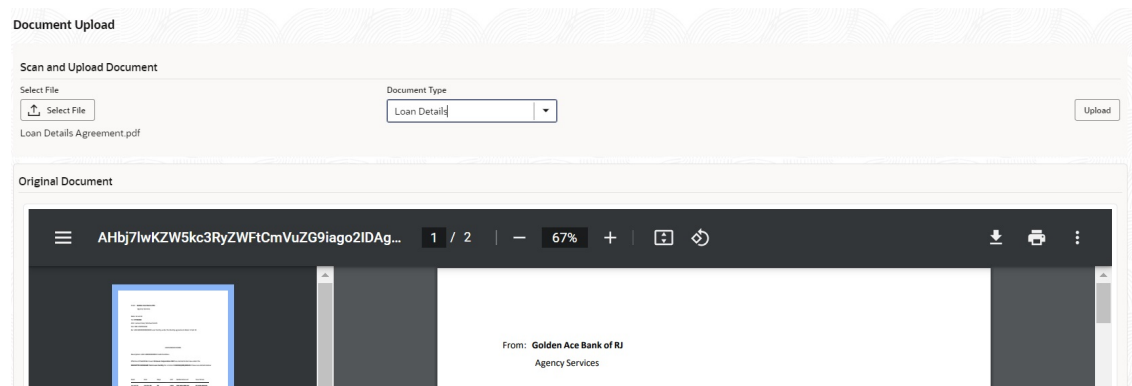 Document Upload
Scan and Upload Document
Select File
Document Type
Select File
Loan Details
Upload
Loan Details Agreement.pdf
Original Document
AHbj7lwKZW5kc3RyZWFtCmVuZG9iago2IDAg... 1 / 2 | — 67% + |
From: Golden Ace Bank of RJ
Agency Services